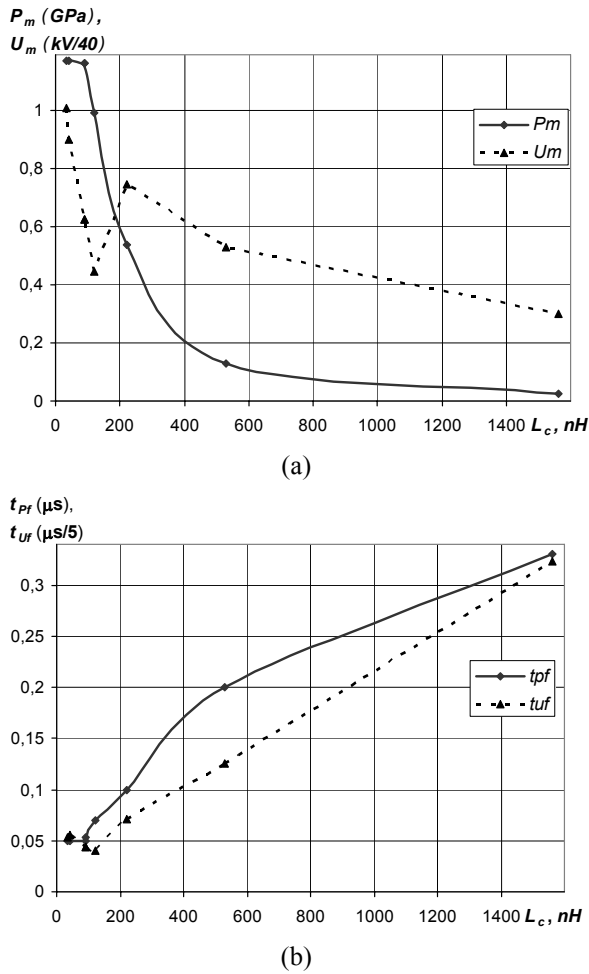 P_m (GPa),
U_m (kV/40)
1
0,8
0,6
0,4
0,2
0
Pm
Um
0 200 400 600 800 1000 1200 1400 L_c, nH
(a)
t_Pf (μs),
t_Uf (μs/5)
0,3
0,25
0,2
0,15
0,1
0,05
0
tpf
tuf
0 200 400 600 800 1000 1200 1400 L_c, nH
(b)